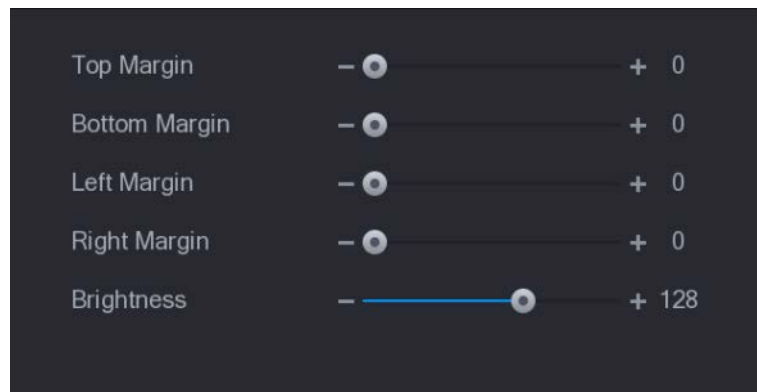 Top Margin - + 0
Bottom Margin - + 0
Left Margin - + 0
Right Margin - + 0
Brightness - + 128